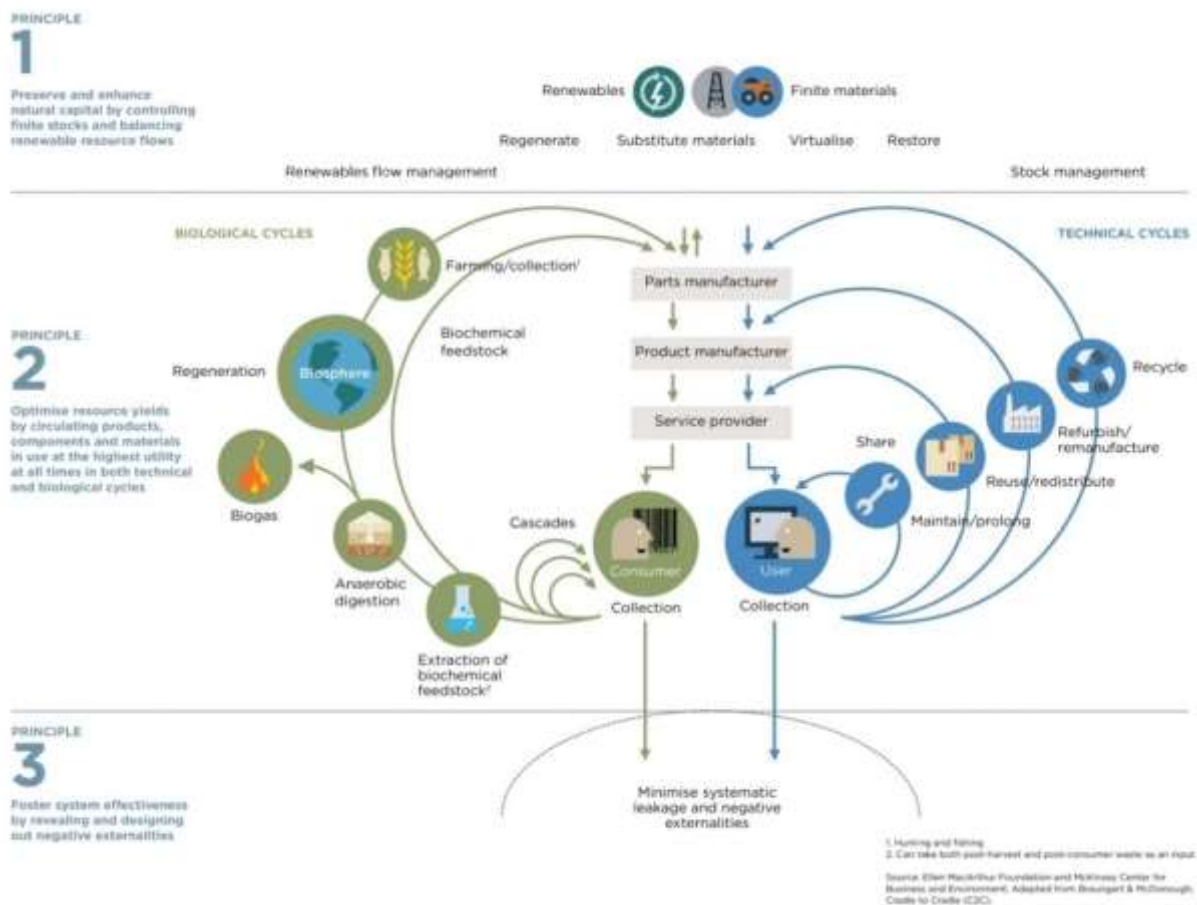 PRINCIPLE
1
Preserve and enhance
natural capital by controlling
finite stocks and balancing
renewable resource flows
Renewables
Finite materials
Regenerate
Substitute materials
Virtualise
Restore
Renewables flow management
Stock management
PRINCIPLE
2
Optimise resource yields
by circulating products,
components and materials
in use at the highest utility
at all times in both technical
and biological cycles
BIOLOGICAL CYCLES
TECHNICAL CYCLES
Farming/collection¹
Parts manufacturer
Biochemical
feedstock
Product manufacturer
Regeneration
Biosphere
Recycle
Service provider
Share
Refurbish/
remanufacture
Reuse/redistribute
Biogas
Cascades
Maintain/prolong
Consumer
User
Anaerobic
digestion
Collection
Collection
Extraction of
biochemical
feedstock²
PRINCIPLE
3
Foster system effectiveness
by revealing and designing
out negative externalities
Minimise systematic
leakage and negative
externalities
1. Hunting and fishing
2. Can take both post-harvest and post-consumer waste as an input
Source: Ellen MacArthur Foundation and McKinsey Center for
Business and Environment; Adapted from Braungart & McDonough,
Cradle to Cradle (C2C).